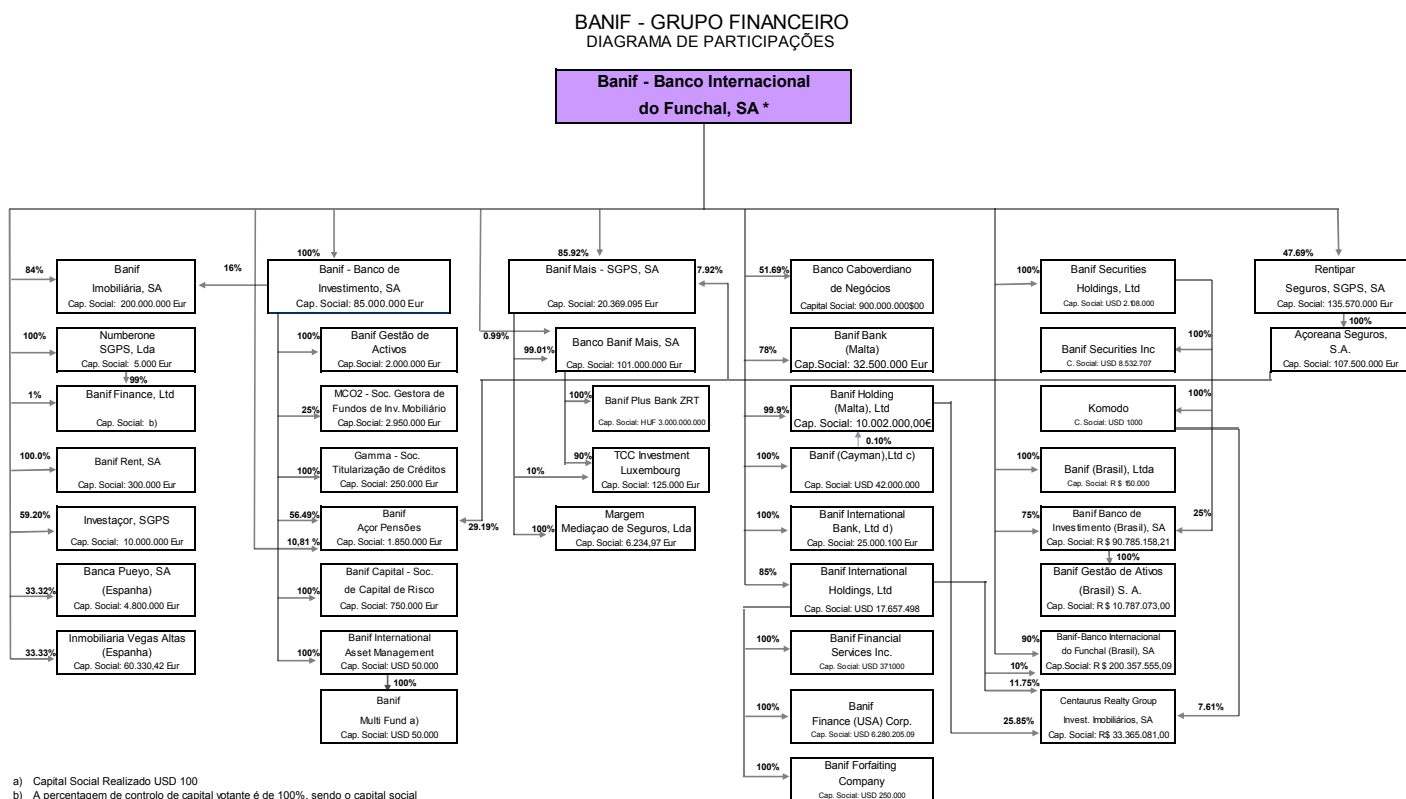 BANIF - GRUPO FINANCEIRO
DIAGRAMA DE PARTICIPAÇÕES
Banif - Banco Internacional
do Funchal, SA *
84%
Banif
Imobiliária, SA
Cap. Social: 200.000.000 Eur
16%
100%
Banif - Banco de
Investimento, SA
Cap. Social: 85.000.000 Eur
85.92%
Banif Mais - SGPS, SA
Cap. Social: 20.369.095 Eur
7.92%
51.69%
Banco Caboverdiano
de Negócios
Capital Social: 900.000.000$00
100%
Banif Securities
Holdings, Ltd
Cap. Social: USD 2.108.000
47.69%
Rentipar
Seguros, SGPS, SA
Cap. Social: 135.570.000 Eur
100%
Numberone
SGPS, Lda
Cap. Social: 5.000 Eur
99%
100%
Banif Gestão de
Activos
Cap.Social: 2.000.000 Eur
0.99%
99.01%
Banco Banif Mais, SA
Cap. Social: 101.000.000 Eur
78%
Banif Bank
(Malta)
Cap.Social: 32.500.000 Eur
100%
Banif Securities Inc
C. Social: USD 8.532.707
100%
Açoreana Seguros,
S.A.
Cap. Social: 107.500.000 Eur
1%
Banif Finance, Ltd
Cap. Social: b)
25%
MCO2 - Soc. Gestora de
Fundos de Inv. Mobiliário
Cap.Social: 2.950.000 Eur
100%
Banif Plus Bank ZRT
Cap. Social: HUF 3.000.000.000
99.9%
Banif Holding
(Malta), Ltd
Cap. Social: 10.002.000,00€
0.10%
100%
Komodo
C. Social: USD 1000
100.0%
Banif Rent, SA
Cap. Social: 300.000 Eur
100%
Gamma - Soc.
Titularização de Créditos
Cap.Social: 250.000 Eur
10%
90%
TCC Investment
Luxembourg
Cap. Social: 125.000 Eur
100%
Banif (Cayman),Ltd c)
Cap. Social: USD 42.000.000
100%
Banif (Brasil), Ltda
Cap. Social: R $ 150.000
59.20%
Investaçor, SGPS
Cap. Social: 10.000.000 Eur
56.49%
10,81 %
Banif
Açor Pensões
Cap.Social: 1.850.000 Eur
29.19%
100%
Margem
Mediaçao de Seguros, Lda
Cap. Social: 6.234,97 Eur
100%
Banif International
Bank, Ltd d)
Cap. Social: 25.000.100 Eur
75%
Banif Banco de
Investimento (Brasil), SA
Cap. Social: R $ 90.785.158,21
25%
100%
33.32%
Banca Pueyo, SA
(Espanha)
Cap. Social: 4.800.000 Eur
100%
Banif Capital - Soc.
de Capital de Risco
Cap. Social: 750.000 Eur
85%
Banif International
Holdings, Ltd
Cap. Social: USD 17.657.498
Banif Gestão de Ativos
(Brasil) S. A.
Cap. Social: R $ 10.787.073,00
33.33%
Inmobiliaria Vegas Altas
(Espanha)
Cap. Social: 60.330,42 Eur
100%
Banif International
Asset Management
Cap. Social: USD 50.000
100%
100%
Banif Financial
Services Inc.
Cap. Social: USD 371.000
90%
10%
Banif-Banco Internacional
do Funchal (Brasil), SA
Cap.Social: R $ 200.357.555,09
Banif
Multi Fund a)
Cap. Social: USD 50.000
100%
Banif
Finance (USA) Corp.
Cap. Social: USD 6.280.205.09
11.75%
25.85%
Centaurus Realty Group
Invest. Imobiliários, SA
Cap. Social: R$ 33.365.081,00
7.61%
100%
Banif Forfaiting
Company
Cap. Social: USD 250.000
a) Capital Social Realizado USD 100
b) A percentagem de controlo de capital votante é de 100%, sendo o capital social